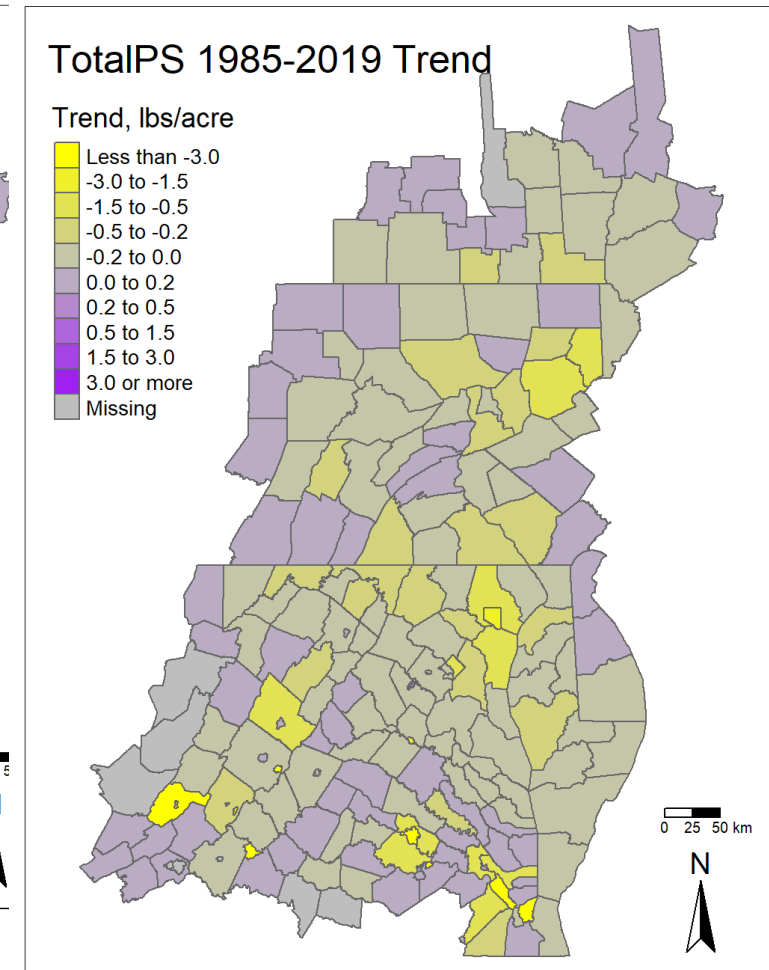 TotalPS 1985-2019 Trend
Trend, lbs/acre
Less than -3.0
-3.0 to -1.5
-1.5 to -0.5
-0.5 to -0.2
-0.2 to 0.0
0.0 to 0.2
0.2 to 0.5
0.5 to 1.5
1.5 to 3.0
3.0 or more
Missing
5
0 25 50 km
N